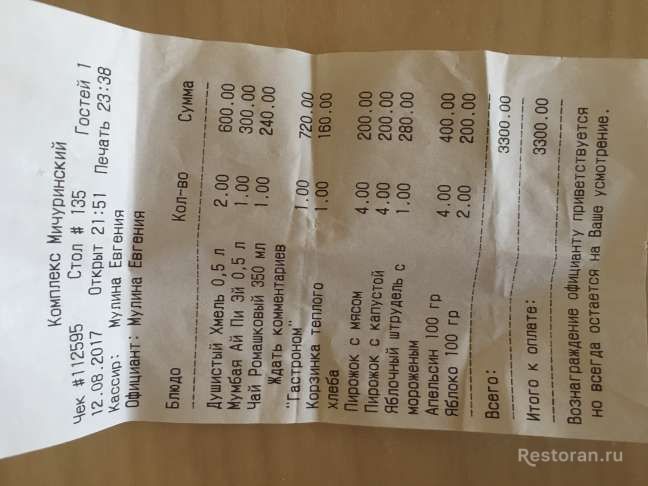 Комплекс Мичуринский
Чек #112595 Стол # 135 Гостей 1
12.08.2017 Открыт 21:51 Печать 23:38
Кассир: Мулина Евгения
Официант: Мулина Евгения
Блюдо Кол-во Сумма
Душистый Хмель 0,5 л 2.00 600.00
Мумбая Ай Пи Эй 0,5 л 1.00 300.00
Чай Ромашковый 350 мл 1.00 240.00
Ждать комментариев
"Гастроном" 1.00 720.00
Корзинка теплого 1.00 160.00
хлеба
Пирожок с мясом 4.00 200.00
Пирожок с капустой 4.00 200.00
Яблочный штрудель с 1.00 280.00
мороженым
Апельсин 100 гр 4.00 400.00
Яблоко 100 гр 2.00 200.00
Всего: 3300.00
Итого к оплате: 3300.00
Вознаграждение официанту приветствуется
но всегда остается на Ваше усмотрение.
Restoran.ru